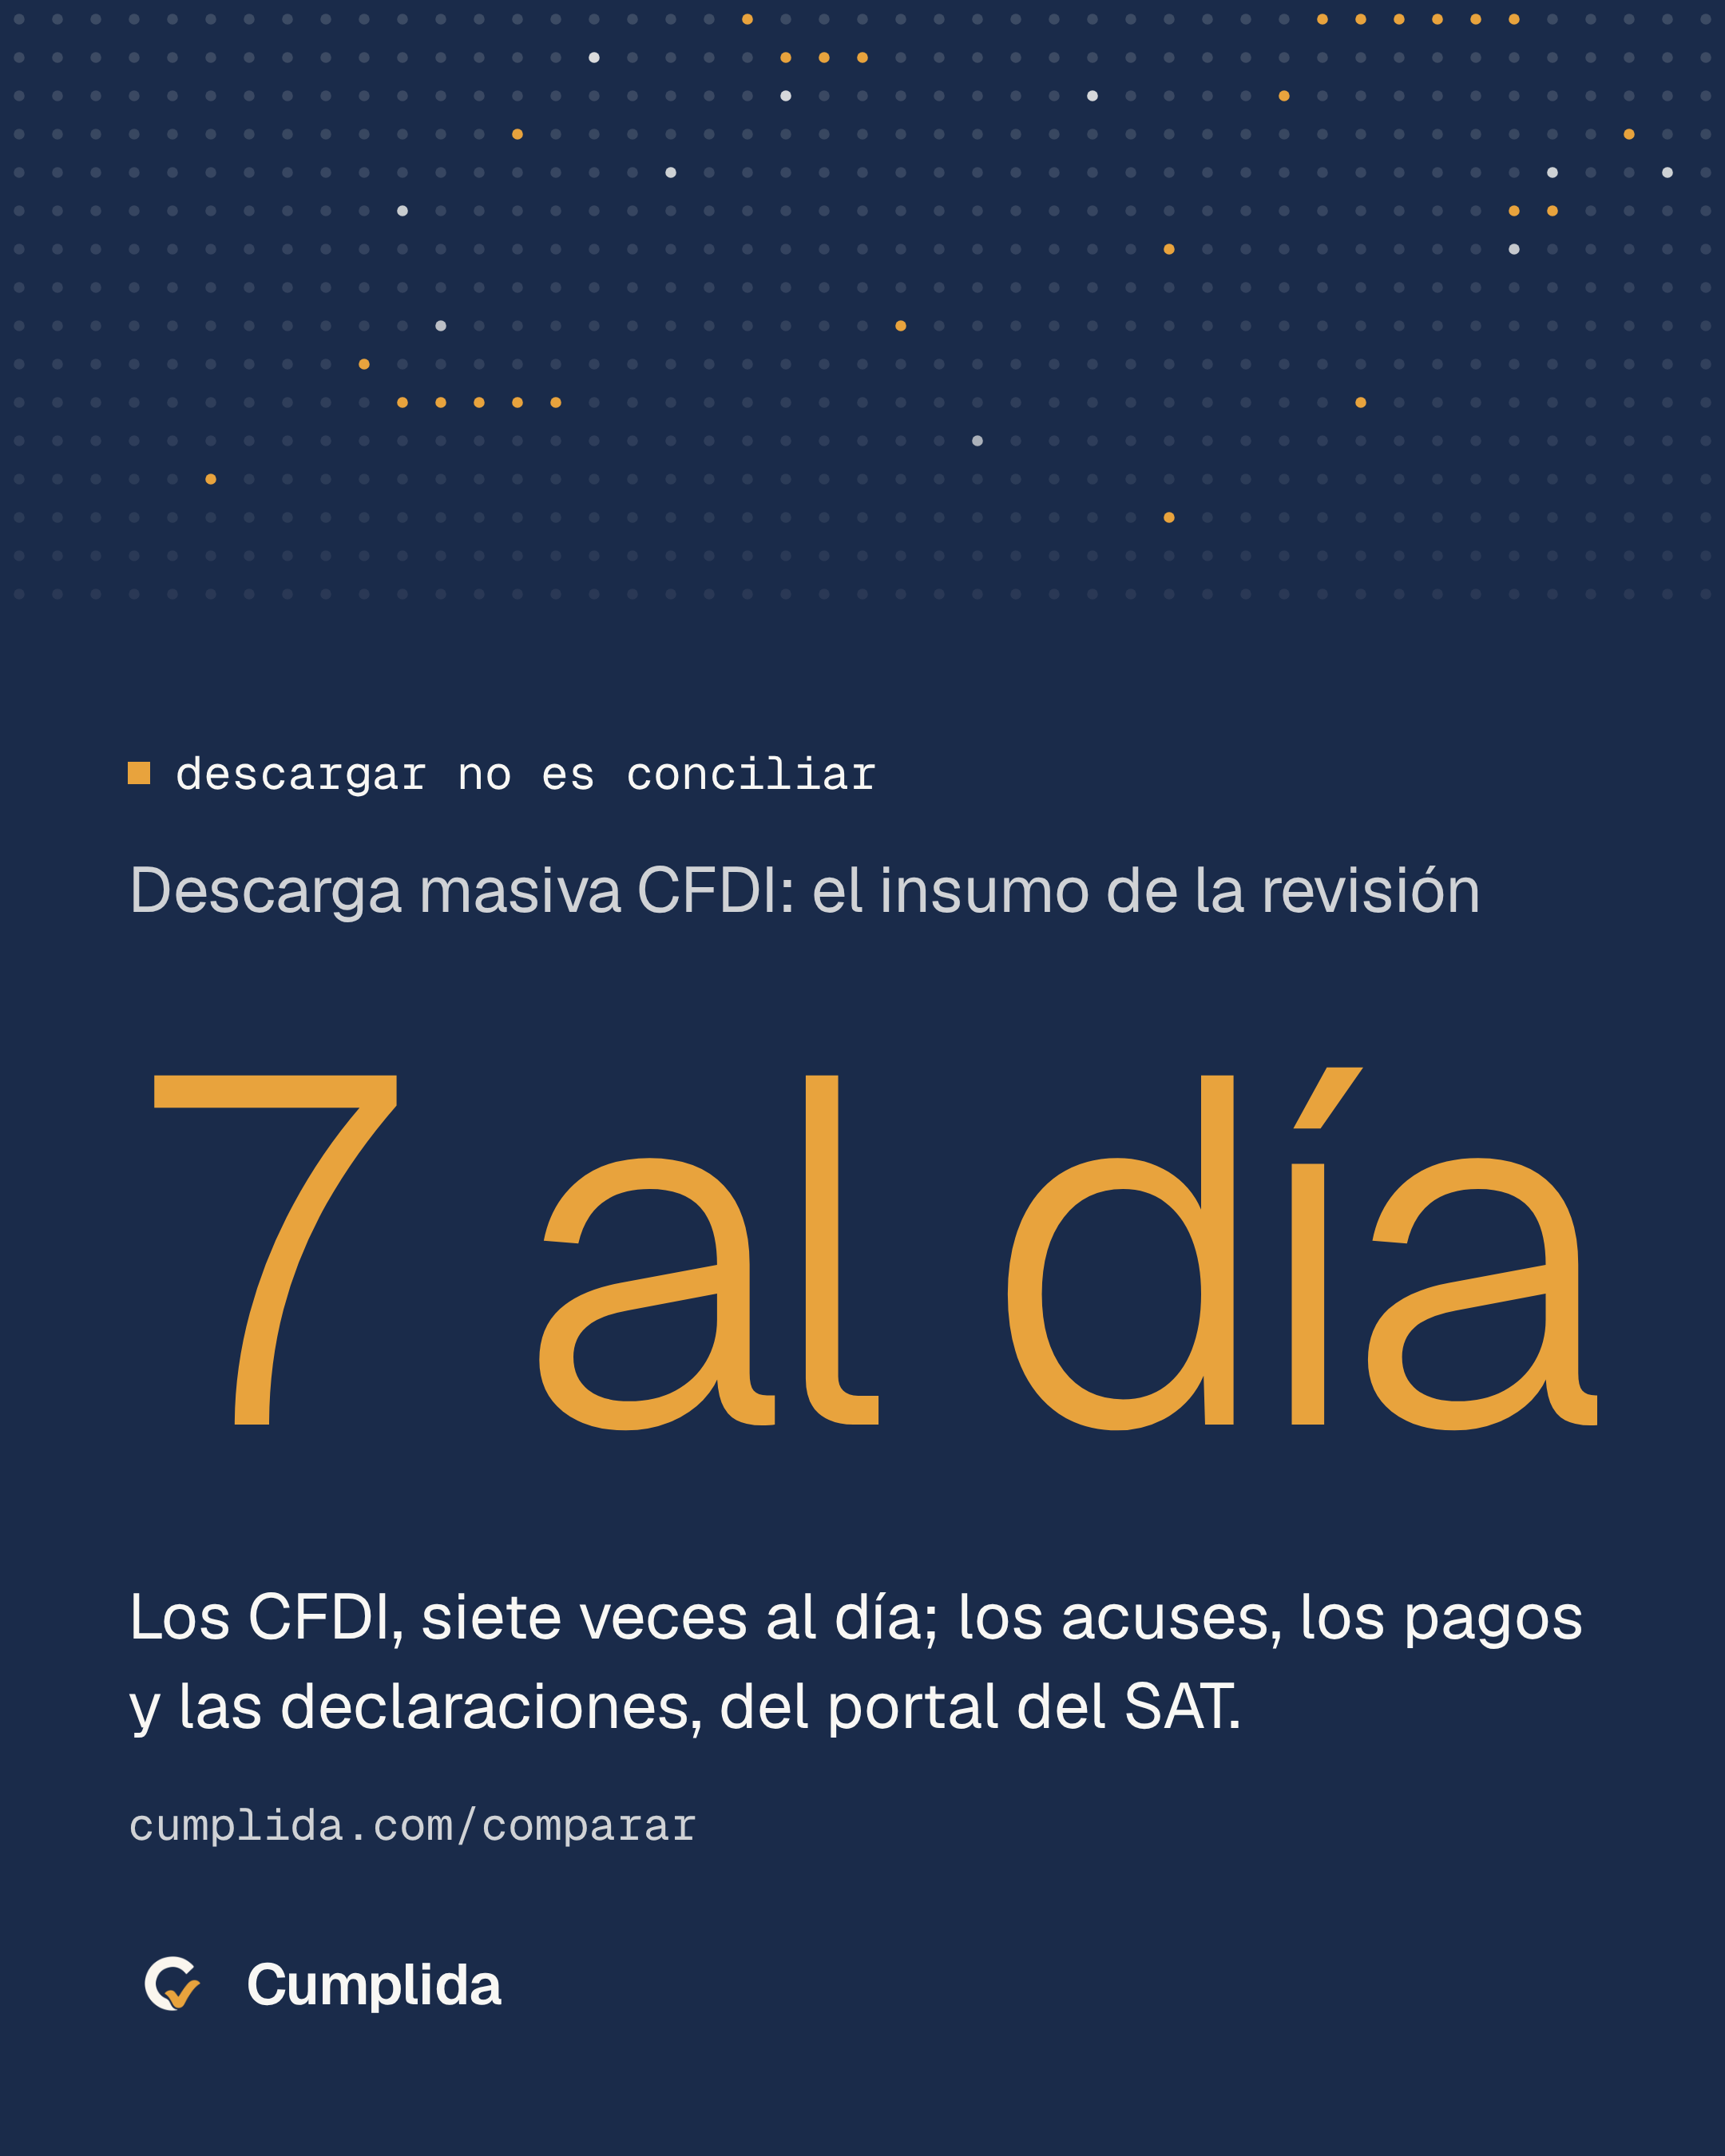 descargar no es conciliar
Descarga masiva CFDI: el insumo de la revisión
7 al día
Los CFDI, siete veces al día; los acuses, los pagos
y las declaraciones, del portal del SAT.
cumplida.com/comparar
Cumplida